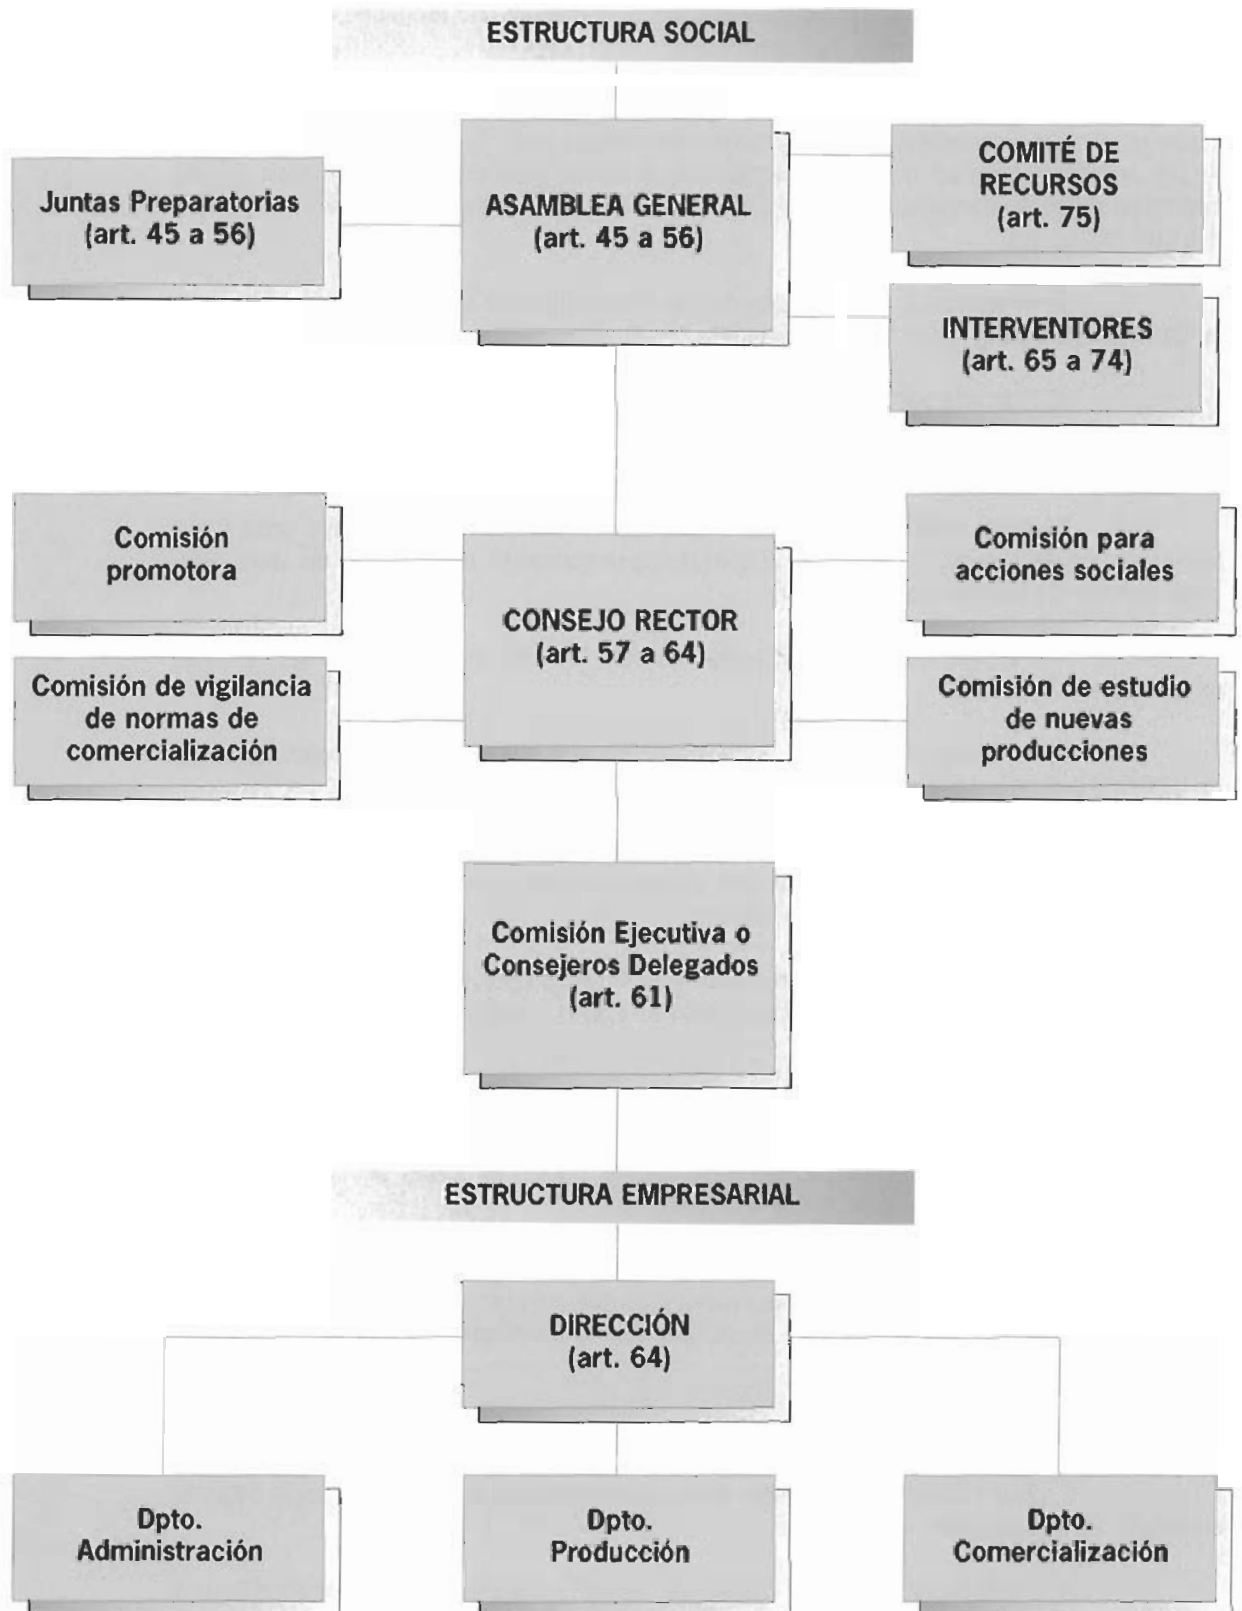 ESTRUCTURA SOCIAL
Juntas Preparatorias
(art. 45 a 56)
ASAMBLEA GENERAL
(art. 45 a 56)
COMITÉ DE
RECURSOS
(art. 75)
INTERVENTORES
(art. 65 a 74)
Comisión
promotora
CONSEJO RECTOR
(art. 57 a 64)
Comisión para
acciones sociales
Comisión de vigilancia
de normas de
comercialización
Comisión de estudio
de nuevas
producciones
Comisión Ejecutiva o
Consejeros Delegados
(art. 61)
ESTRUCTURA EMPRESARIAL
DIRECCIÓN
(art. 64)
Dpto.
Administración
Dpto.
Producción
Dpto.
Comercialización